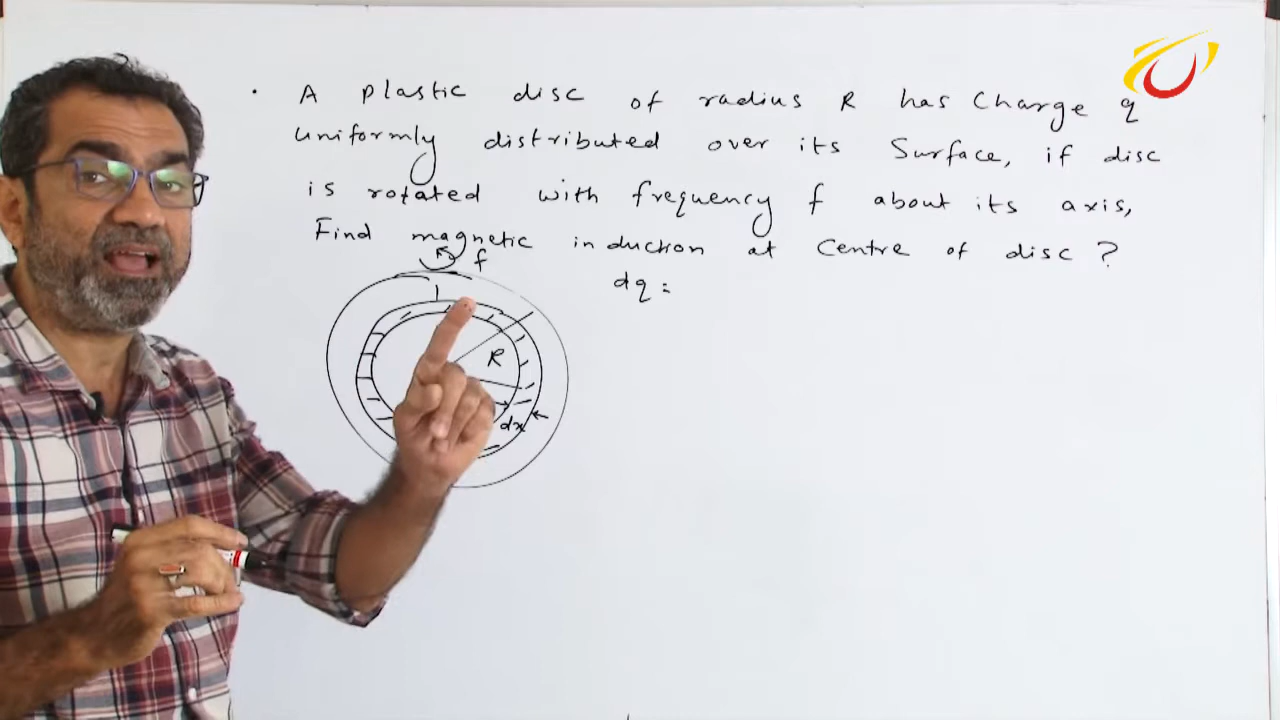 . A plastic disc of radius R has Charge q
uniformly distributed over its Surface, if disc
is rotated with frequency f about its axis,
Find magnetic induction at Centre of disc ?
f
dq =
R
dx